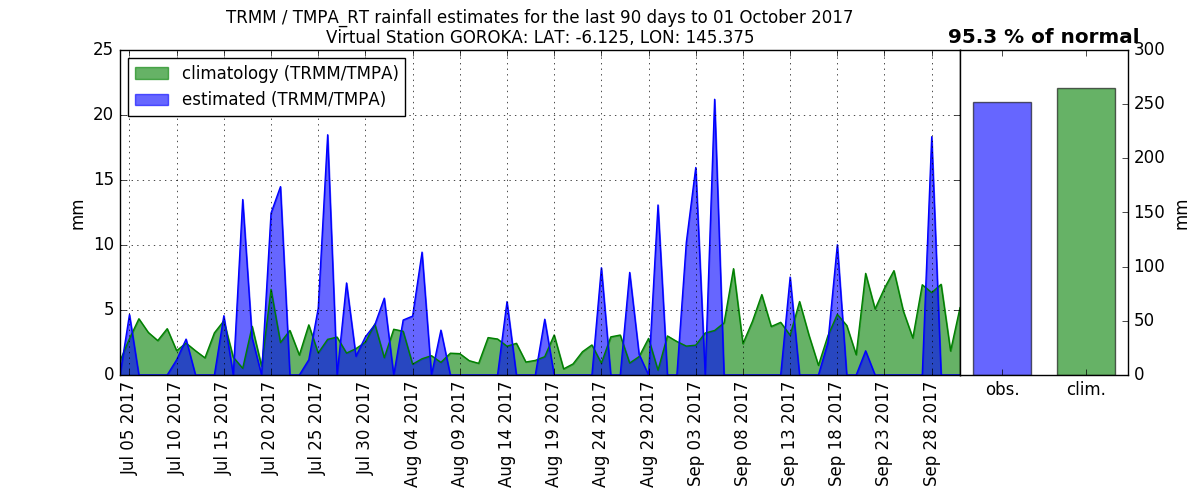 TRMM / TMPA_RT rainfall estimates for the last 90 days to 01 October 2017
Virtual Station GOROKA: LAT: -6.125, LON: 145.375
95.3 % of normal
climatology (TRMM/TMPA)
estimated (TRMM/TMPA)
25
20
15
10
5
0
mm
300
250
200
150
100
50
0
mm
Jul 05 2017
Jul 10 2017
Jul 15 2017
Jul 20 2017
Jul 25 2017
Jul 30 2017
Aug 04 2017
Aug 09 2017
Aug 14 2017
Aug 19 2017
Aug 24 2017
Aug 29 2017
Sep 03 2017
Sep 08 2017
Sep 13 2017
Sep 18 2017
Sep 23 2017
Sep 28 2017
obs.
clim.